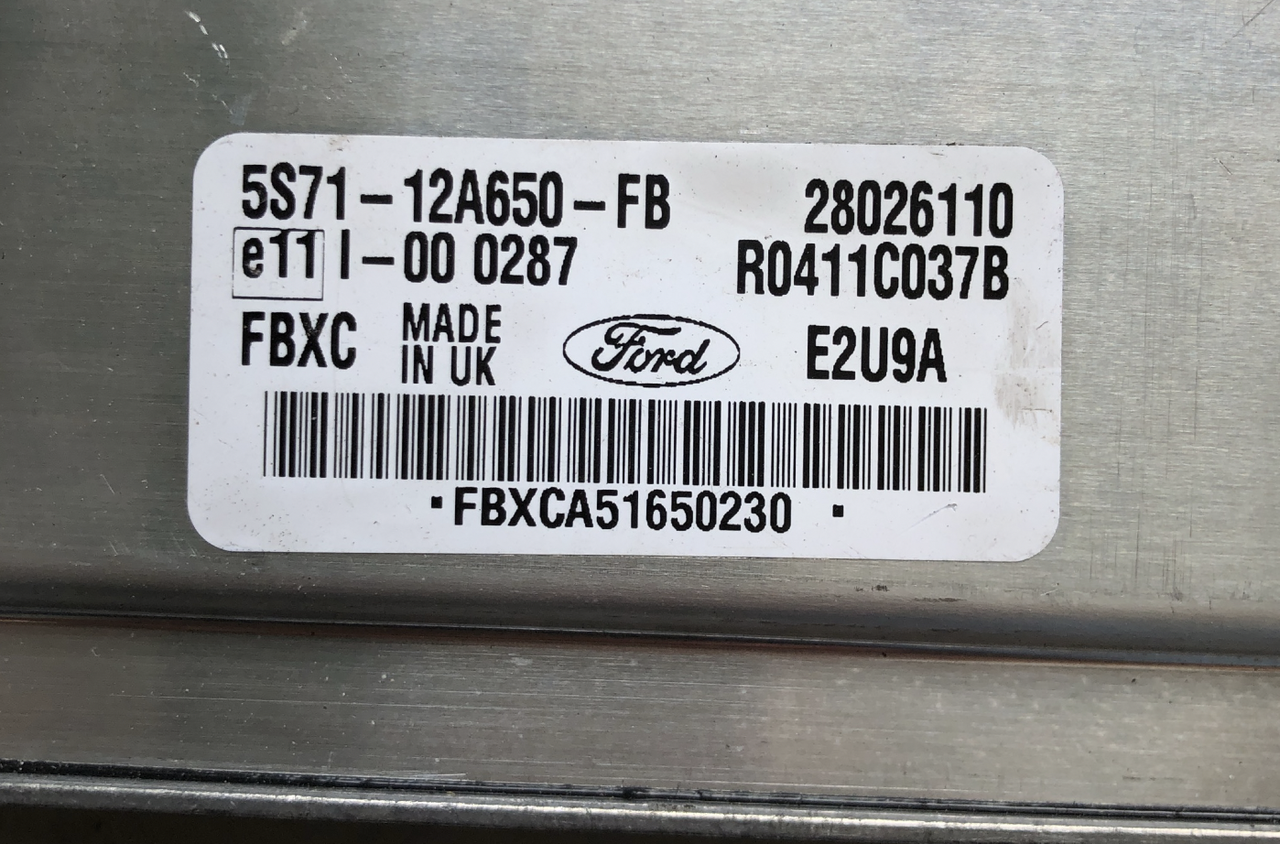 5S71-12A650-FB 28026110
e11 I-00 0287 R0411C037B
FBXC MADE IN UK Ford E2U9A
FBXCA51650230